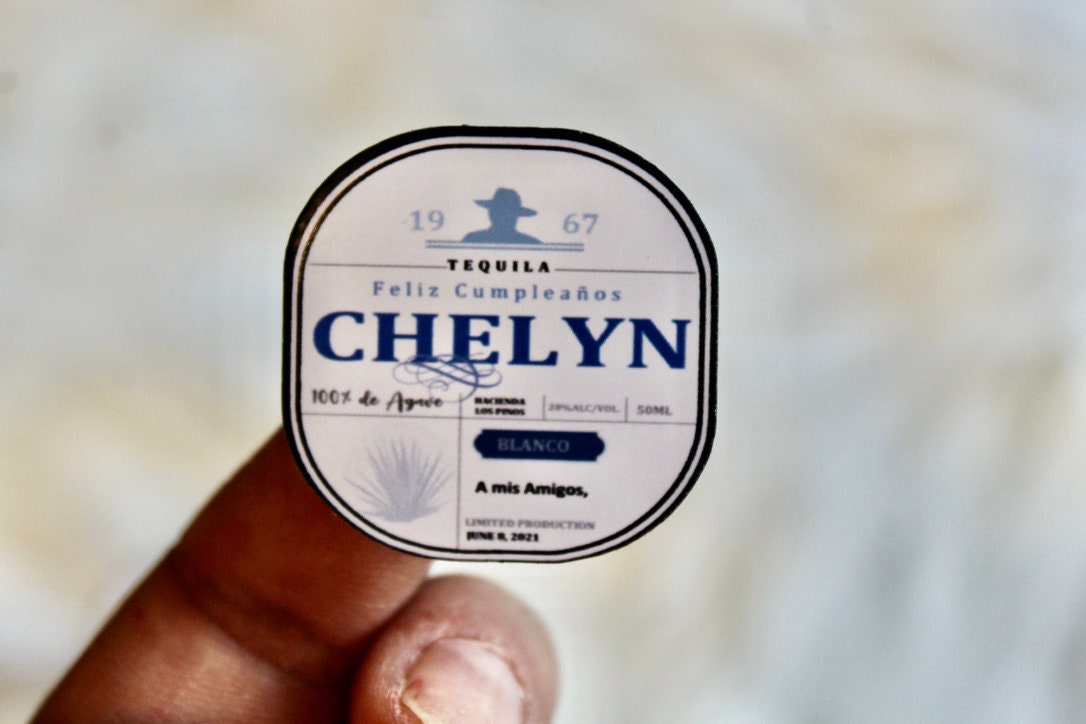 19 67
TEQUILA
Feliz Cumpleaños
CHELYN
100% de Agave
HACIENDA
LOS PINOS
28%ALC/VOL.
50ML
BLANCO
A mis Amigos,
LIMITED PRODUCTION
JUNE 8, 2021